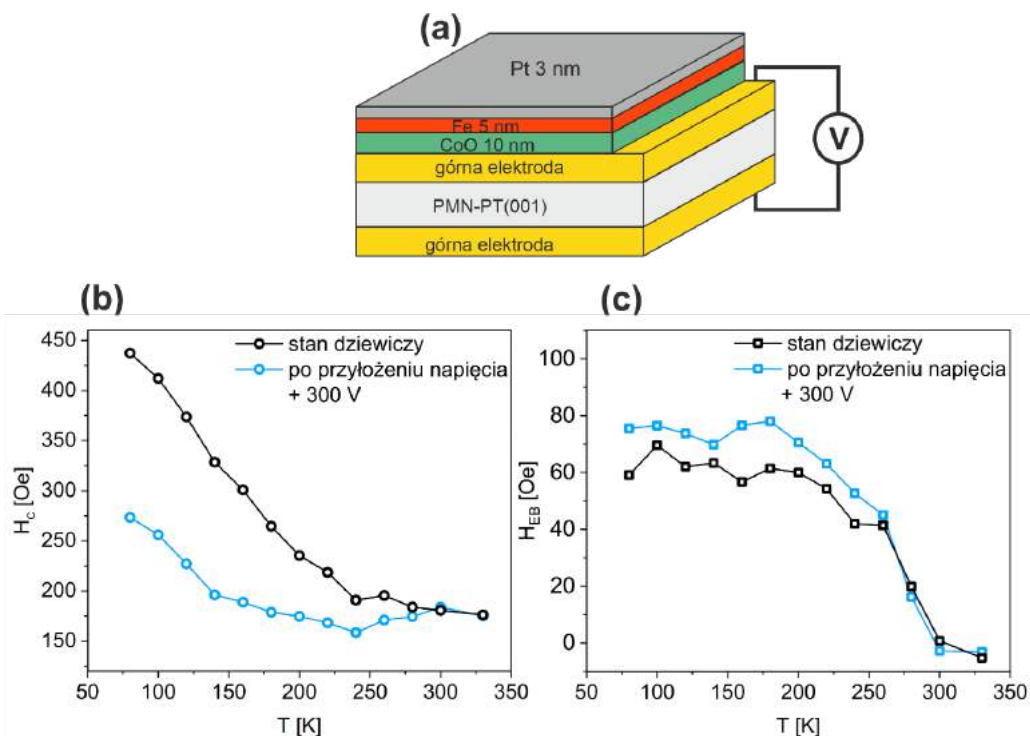 (a)
Pt 3 nm
Fe 5 nm
CoO 10 nm
górna elektroda
PMN-PT(001)
górna elektroda
V
(b)
stan dziewiczy
po przyłożeniu napięcia
+ 300 V
450
400
350
300
250
200
150
H_c [Oe]
50 100 150 200 250 300 350
T [K]
(c)
stan dziewiczy
po przyłożeniu napięcia
+ 300 V
100
80
60
40
20
0
H_EB [Oe]
50 100 150 200 250 300 350
T [K]